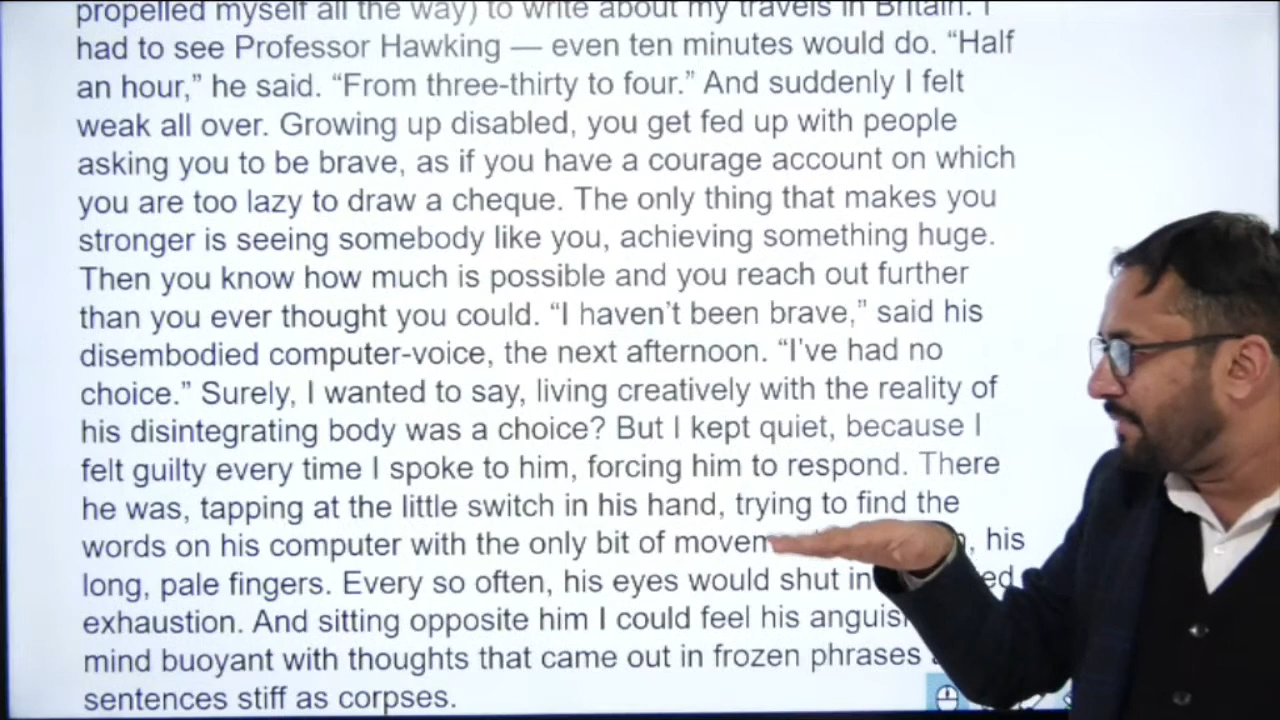 propelled myself all the way) to write about my travels in Britain. I
had to see Professor Hawking — even ten minutes would do. “Half
an hour,” he said. “From three-thirty to four.” And suddenly I felt
weak all over. Growing up disabled, you get fed up with people
asking you to be brave, as if you have a courage account on which
you are too lazy to draw a cheque. The only thing that makes you
stronger is seeing somebody like you, achieving something huge.
Then you know how much is possible and you reach out further
than you ever thought you could. “I haven’t been brave,” said his
disembodied computer-voice, the next afternoon. “I’ve had no
choice.” Surely, I wanted to say, living creatively with the reality of
his disintegrating body was a choice? But I kept quiet, because I
felt guilty every time I spoke to him, forcing him to respond. There
he was, tapping at the little switch in his hand, trying to find the
words on his computer with the only bit of his
long, pale fingers. Every so often, his eyes would shut in
exhaustion. And sitting opposite him I could feel his
mind buoyant with thoughts that came out in frozen phrases
sentences stiff as corpses.